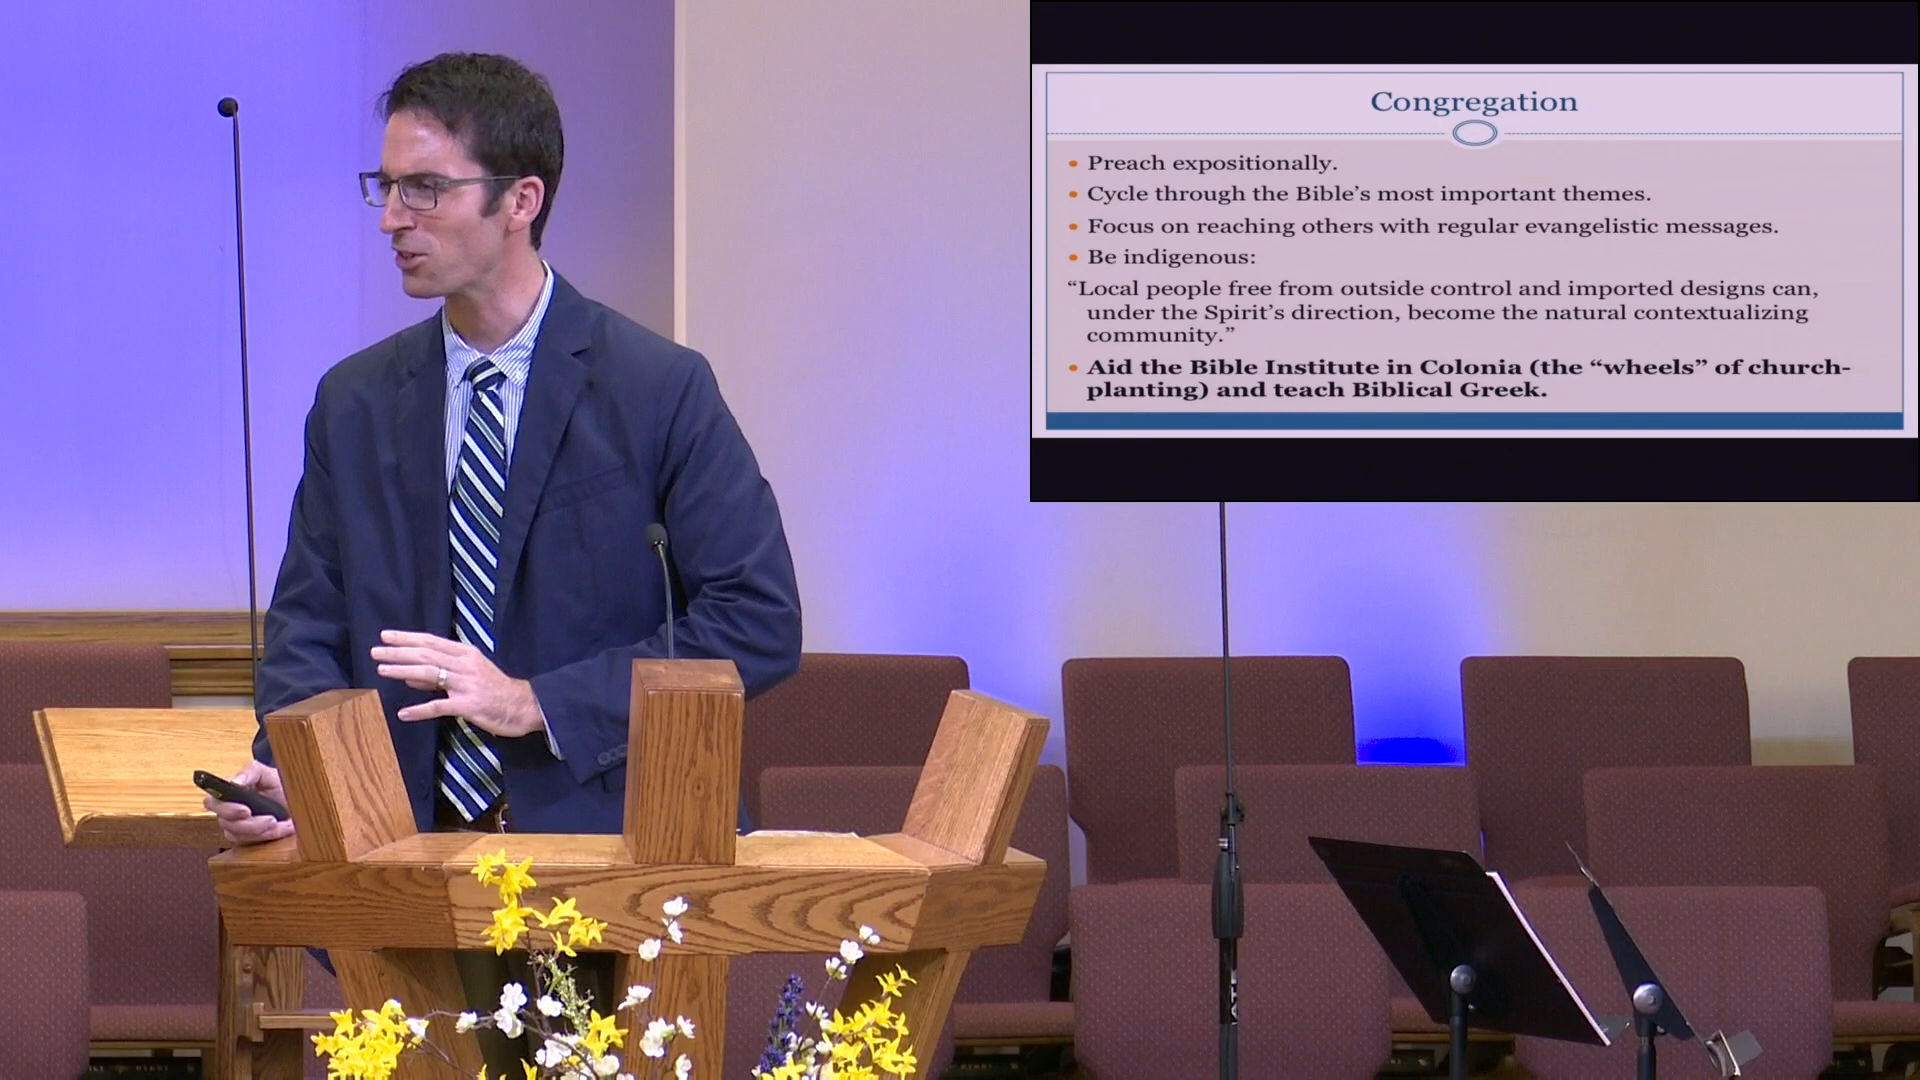 Congregation
• Preach expositionally.
• Cycle through the Bible’s most important themes.
• Focus on reaching others with regular evangelistic messages.
• Be indigenous:
“Local people free from outside control and imported designs can,
under the Spirit’s direction, become the natural contextualizing
community.”
• Aid the Bible Institute in Colonia (the “wheels” of church-
planting) and teach Biblical Greek.